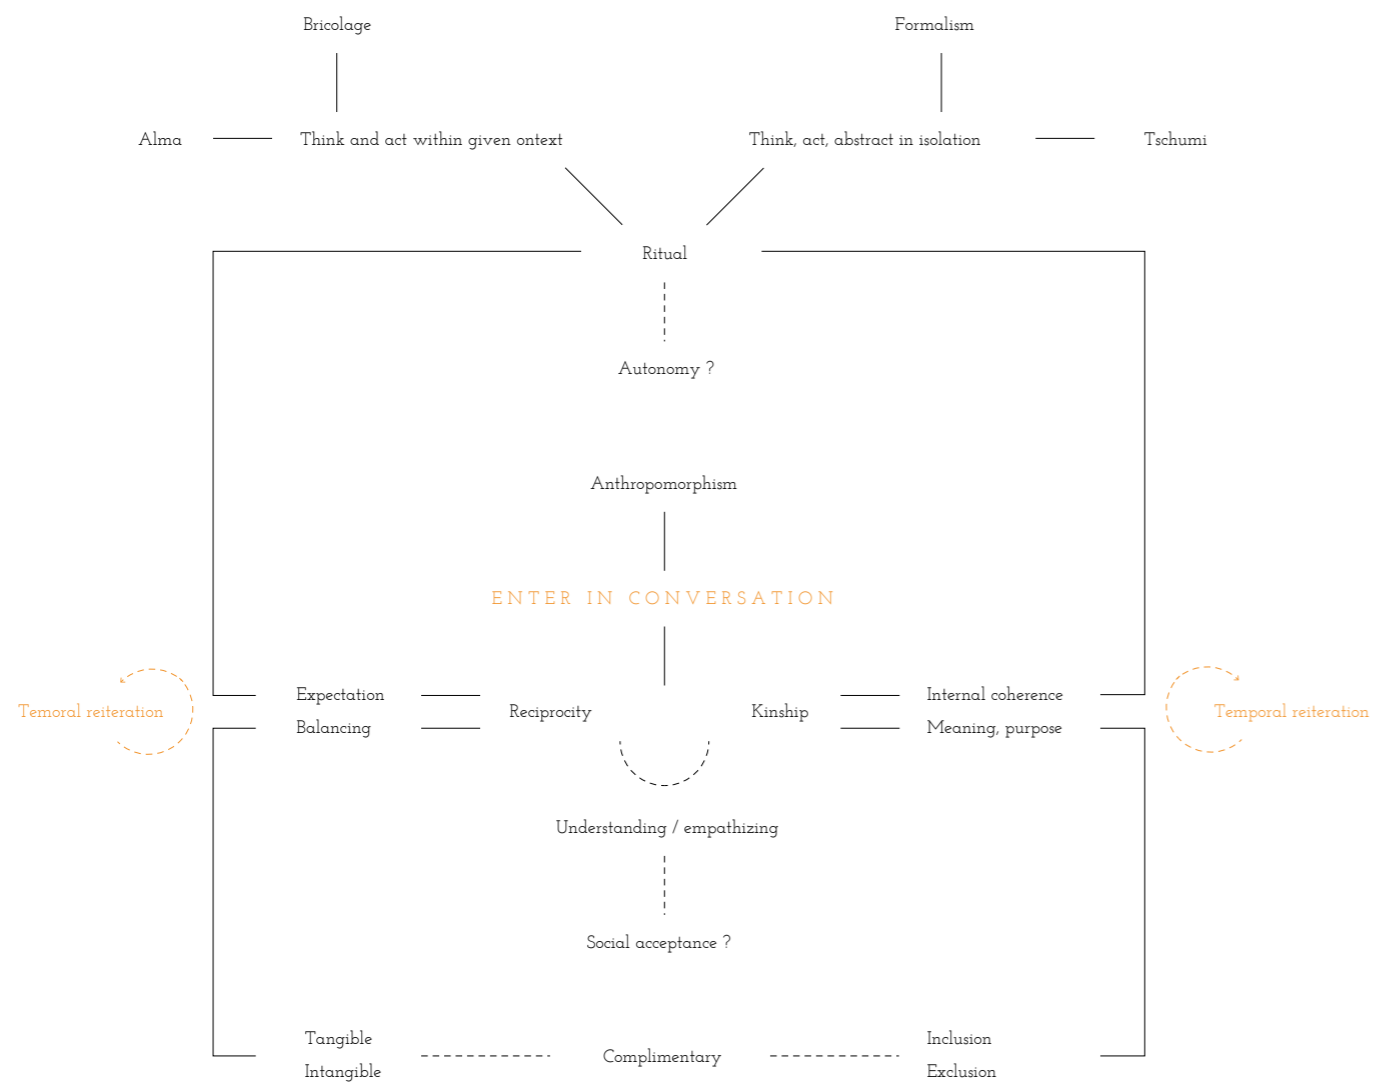 Bricolage
Formalism
Alma
Think and act within given ontext
Think, act, abstract in isolation
Tschumi
Ritual
Autonomy ?
Anthropomorphism
ENTER IN CONVERSATION
Temoral reiteration
Expectation
Balancing
Reciprocity
Kinship
Internal coherence
Meaning, purpose
Temporal reiteration
Understanding / empathizing
Social acceptance ?
Tangible
Intangible
Complimentary
Inclusion
Exclusion